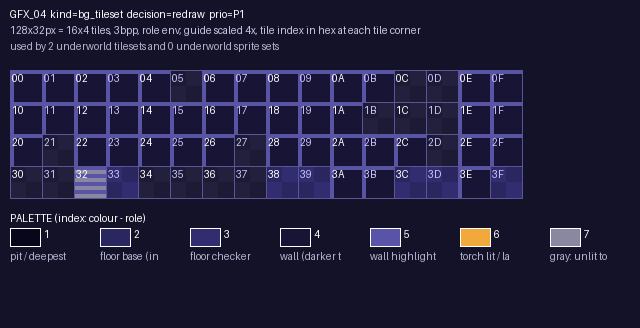 GFX_04 kind=bg_tileset decision=redraw prio=P1
128x32px = 16x4 tiles, 3bpp, role env; guide scaled 4x, tile index in hex at each tile corner
used by 2 underworld tilesets and 0 underworld sprite sets
00 01 02 03 04 05 06 07 08 09 0A 0B 0C 0D 0E 0F
10 11 12 13 14 15 16 17 18 19 1A 1B 1C 1D 1E 1F
20 21 22 23 24 25 26 27 28 29 2A 2B 2C 2D 2E 2F
30 31 32 33 34 35 36 37 38 39 3A 3B 3C 3D 3E 3F
PALETTE (index: colour - role)
1 2 3 4 5 6 7
pit / deepest floor base (in floor checker wall (darker t wall highlight torch lit / la gray: unlit to